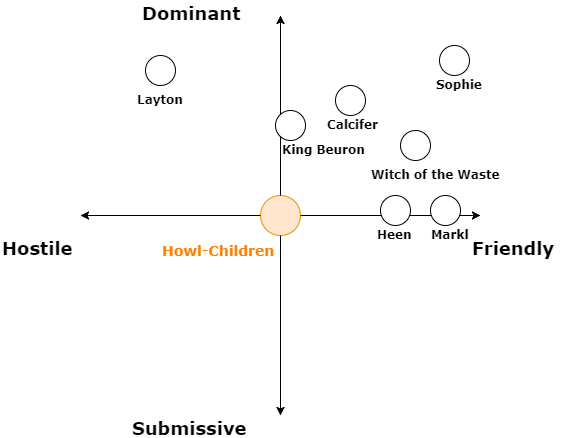 Dominant
Sophie
Layton
Calcifer
King Beuron
Witch of the Waste
Heen
Markl
Hostile
Howl-Children
Friendly
Submissive